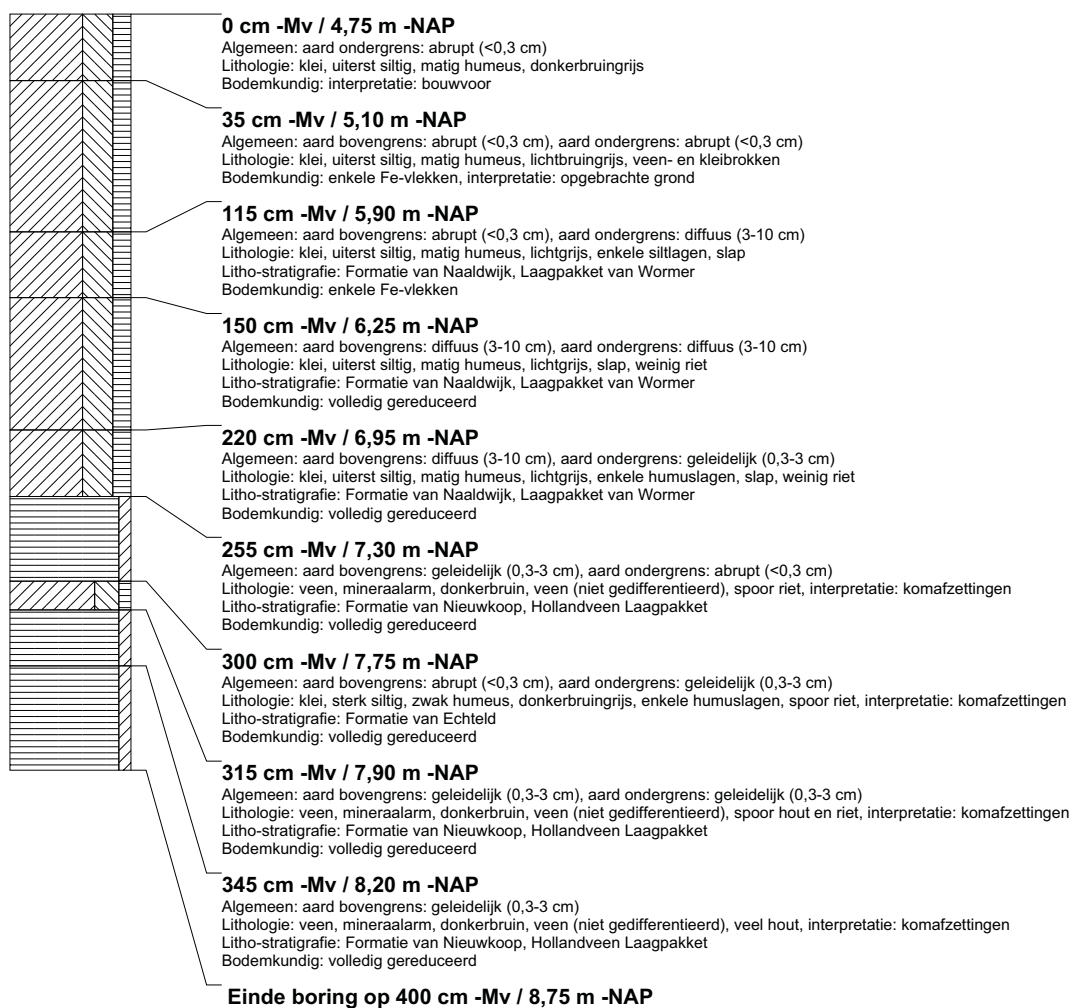 0 cm -Mv / 4,75 m -NAP
Algemeen: aard ondergrens: abrupt (<0,3 cm)
Lithologie: klei, uiterst siltig, matig humeus, donkerbruingrijs
Bodemkundig: interpretatie: bouwvoor
35 cm -Mv / 5,10 m -NAP
Algemeen: aard bovengrens: abrupt (<0,3 cm), aard ondergrens: abrupt (<0,3 cm)
Lithologie: klei, uiterst siltig, matig humeus, lichtbruingrijs, veen- en kleibrokken
Bodemkundig: enkele Fe-vlekken, interpretatie: opgebrachte grond
115 cm -Mv / 5,90 m -NAP
Algemeen: aard bovengrens: abrupt (<0,3 cm), aard ondergrens: diffuus (3-10 cm)
Lithologie: klei, uiterst siltig, matig humeus, lichtgrijs, enkele siltlagen, slap
Litho-stratigrafie: Formatie van Naaldwijk, Laagpakket van Wormer
Bodemkundig: enkele Fe-vlekken
150 cm -Mv / 6,25 m -NAP
Algemeen: aard bovengrens: diffuus (3-10 cm), aard ondergrens: diffuus (3-10 cm)
Lithologie: klei, uiterst siltig, matig humeus, lichtgrijs, slap, weinig riet
Litho-stratigrafie: Formatie van Naaldwijk, Laagpakket van Wormer
Bodemkundig: volledig gereduceerd
220 cm -Mv / 6,95 m -NAP
Algemeen: aard bovengrens: diffuus (3-10 cm), aard ondergrens: geleidelijk (0,3-3 cm)
Lithologie: klei, uiterst siltig, matig humeus, lichtgrijs, enkele humuslagen, slap, weinig riet
Litho-stratigrafie: Formatie van Naaldwijk, Laagpakket van Wormer
Bodemkundig: volledig gereduceerd
255 cm -Mv / 7,30 m -NAP
Algemeen: aard bovengrens: geleidelijk (0,3-3 cm), aard ondergrens: abrupt (<0,3 cm)
Lithologie: veen, mineraalarm, donkerbruin, veen (niet gedifferentieerd), spoor riet, interpretatie: komafzettingen
Litho-stratigrafie: Formatie van Nieuwkoop, Hollandveen Laagpakket
Bodemkundig: volledig gereduceerd
300 cm -Mv / 7,75 m -NAP
Algemeen: aard bovengrens: abrupt (<0,3 cm), aard ondergrens: geleidelijk (0,3-3 cm)
Lithologie: klei, sterk siltig, zwak humeus, donkerbruingrijs, enkele humuslagen, spoor riet, interpretatie: komafzettingen
Litho-stratigrafie: Formatie van Echteld
Bodemkundig: volledig gereduceerd
315 cm -Mv / 7,90 m -NAP
Algemeen: aard bovengrens: geleidelijk (0,3-3 cm), aard ondergrens: geleidelijk (0,3-3 cm)
Lithologie: veen, mineraalarm, donkerbruin, veen (niet gedifferentieerd), spoor hout en riet, interpretatie: komafzettingen
Litho-stratigrafie: Formatie van Nieuwkoop, Hollandveen Laagpakket
Bodemkundig: volledig gereduceerd
345 cm -Mv / 8,20 m -NAP
Algemeen: aard bovengrens: geleidelijk (0,3-3 cm)
Lithologie: veen, mineraalarm, donkerbruin, veen (niet gedifferentieerd), veel hout, interpretatie: komafzettingen
Litho-stratigrafie: Formatie van Nieuwkoop, Hollandveen Laagpakket
Bodemkundig: volledig gereduceerd
Einde boring op 400 cm -Mv / 8,75 m -NAP